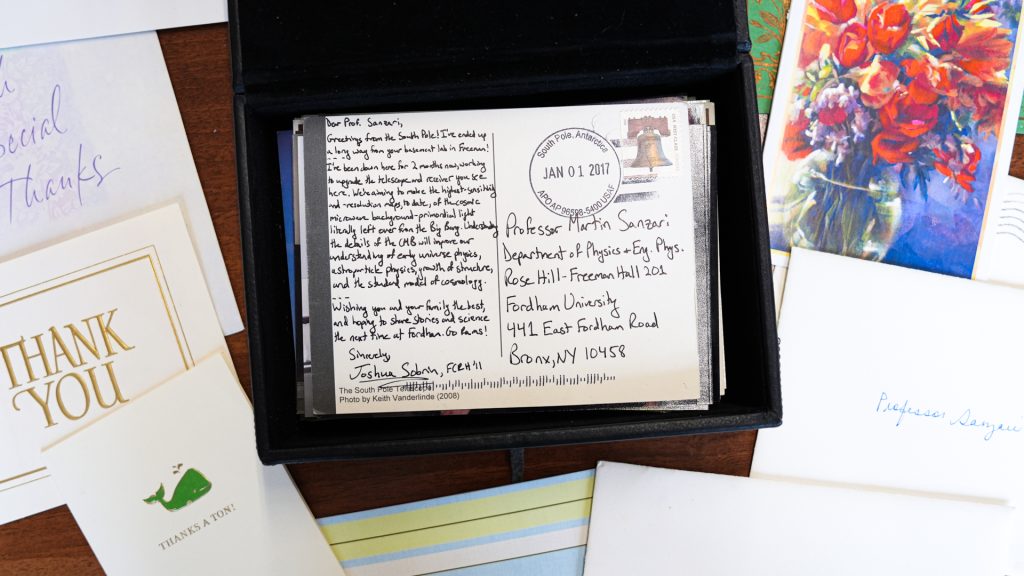 Special
Thanks
THANK
YOU
THANKS A TON!
Dear Prof. Sanzari,
Greetings from the South Pole! I've ended up
a long way from your basement lab in Freeman!
I've been down here for 2 months now, working
to upgrade the telescope and receiver you see
here. We're aiming to make the highest-sensitivity
and-resolution maps, to date, of the cosmic
microwave background-primordial light
literally left over from the Big Bang. Understanding
the details of the CMB will improve our
understanding of early universe physics,
astroparticle physics, growth of structure,
and the standard model of cosmology.
Wishing you and your family the best,
and hoping to share stories and science
the next time at Fordham. Go Rams!
Sincerely,
Joshua Sobrin, FCRH'11
The South Pole Telescope
Photo by Keith Vanderlinde (2008)
South Pole, Antarctica
JAN 01 2017
APO AP 96598-5400 USAF
Professor Martin Sanzari
Department of Physics + Eng. Phys.
Rose Hill-Freeman Hall 201
Fordham University
441 East Fordham Road
Bronx, NY 10458
Professor Sanzari